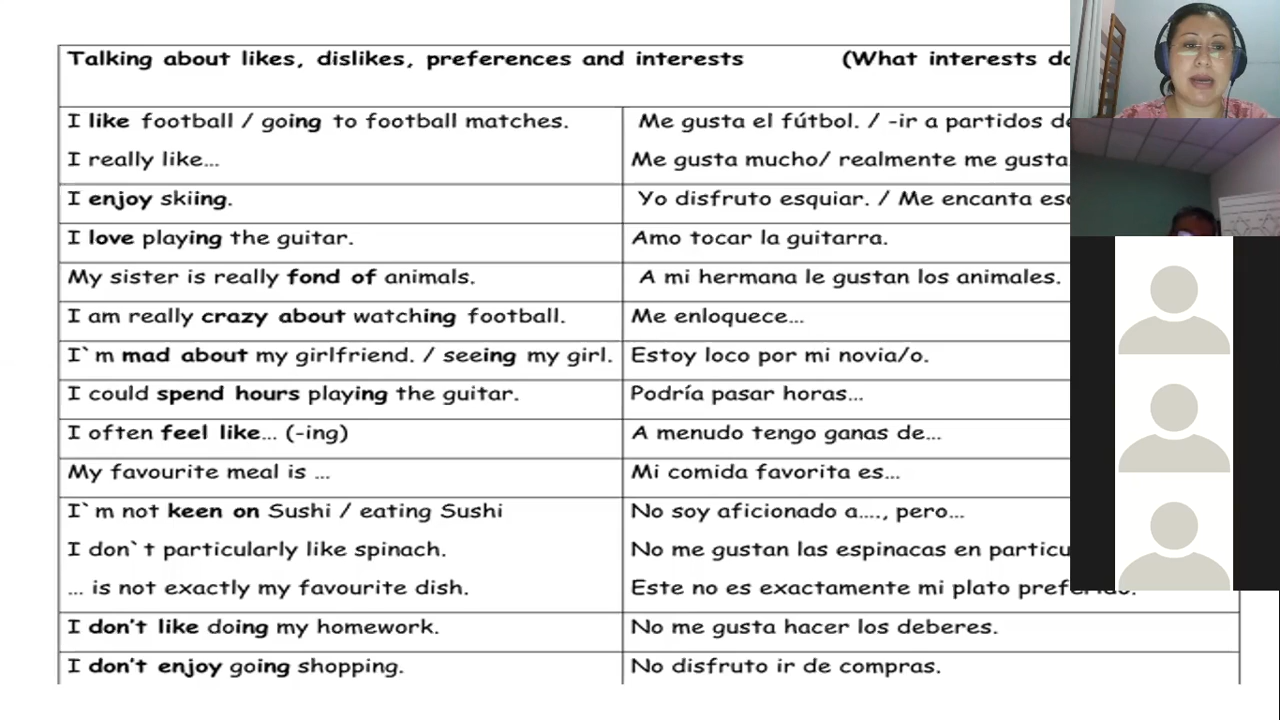 Talking about likes, dislikes, preferences and interests (What interests do
I like football / going to football matches. Me gusta el fútbol. / -ir a partidos de
I really like… Me gusta mucho/ realmente me gusta
I enjoy skiing. Yo disfruto esquiar. / Me encanta
I love playing the guitar. Amo tocar la guitarra.
My sister is really fond of animals. A mi hermana le gustan los animales.
I am really crazy about watching football. Me enloquece…
I`m mad about my girlfriend. / seeing my girl. Estoy loco por mi novia/o.
I could spend hours playing the guitar. Podría pasar horas…
I often feel like… (-ing) A menudo tengo ganas de…
My favourite meal is … Mi comida favorita es…
I`m not keen on Sushi / eating Sushi No soy aficionado a…., pero…
I don`t particularly like spinach. No me gustan las espinacas en
… is not exactly my favourite dish. Este no es exactamente mi plato
I don't like doing my homework. No me gusta hacer los deberes.
I don't enjoy going shopping. No disfruto ir de compras.